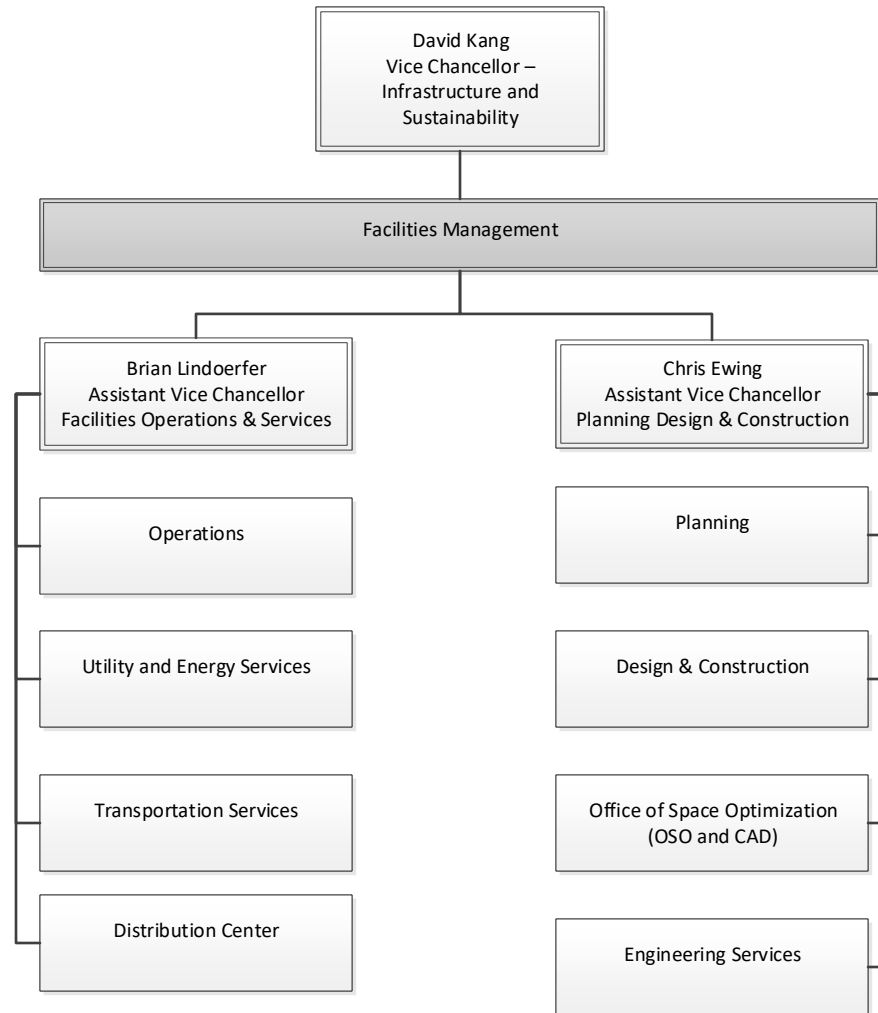 David Kang
Vice Chancellor –
Infrastructure and
Sustainability
Facilities Management
Brian Lindoerfer
Assistant Vice Chancellor
Facilities Operations & Services
Chris Ewing
Assistant Vice Chancellor
Planning Design & Construction
Operations
Planning
Utility and Energy Services
Design & Construction
Transportation Services
Office of Space Optimization
(OSO and CAD)
Distribution Center
Engineering Services